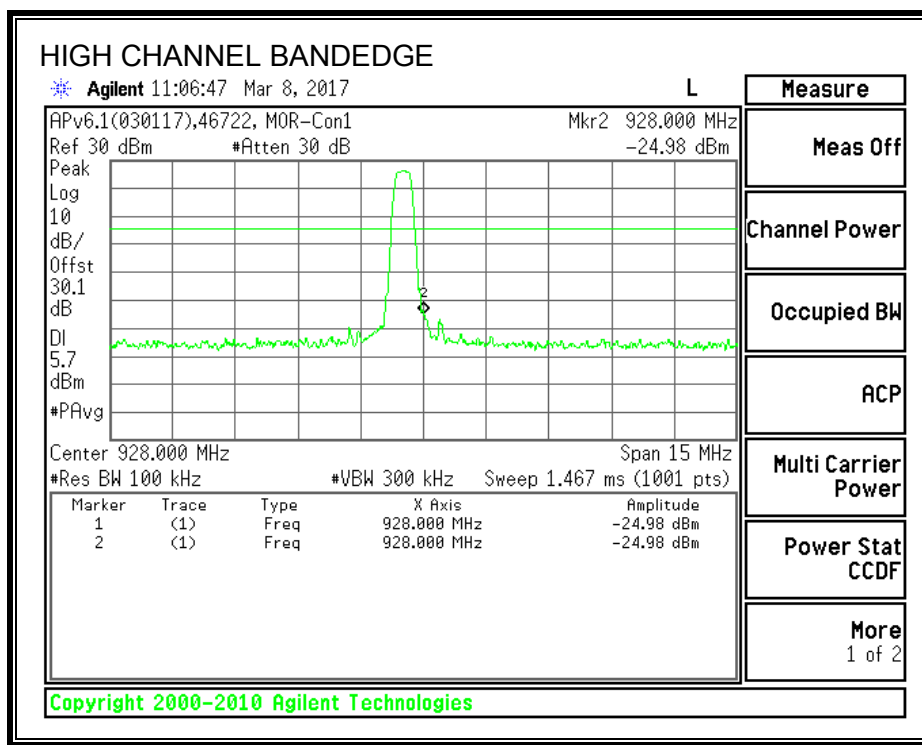 HIGH CHANNEL BANDEDGE
Agilent 11:06:47 Mar 8, 2017 L
APv6.1(030117),46722, MOR-Con1 Mkr2 928.000 MHz
Ref 30 dBm #Atten 30 dB -24.98 dBm
Peak
Log
10
dB/
Offst
30.1
dB
DI
5.7
dBm
#PAvg
2
Center 928.000 MHz Span 15 MHz
#Res BW 100 kHz #VBW 300 kHz Sweep 1.467 ms (1001 pts)
Marker Trace Type X Axis Amplitude
1 (1) Freq 928.000 MHz -24.98 dBm
2 (1) Freq 928.000 MHz -24.98 dBm
Measure
Meas Off
Channel Power
Occupied BW
ACP
Multi Carrier
Power
Power Stat
CCDF
More
1 of 2
Copyright 2000-2010 Agilent Technologies